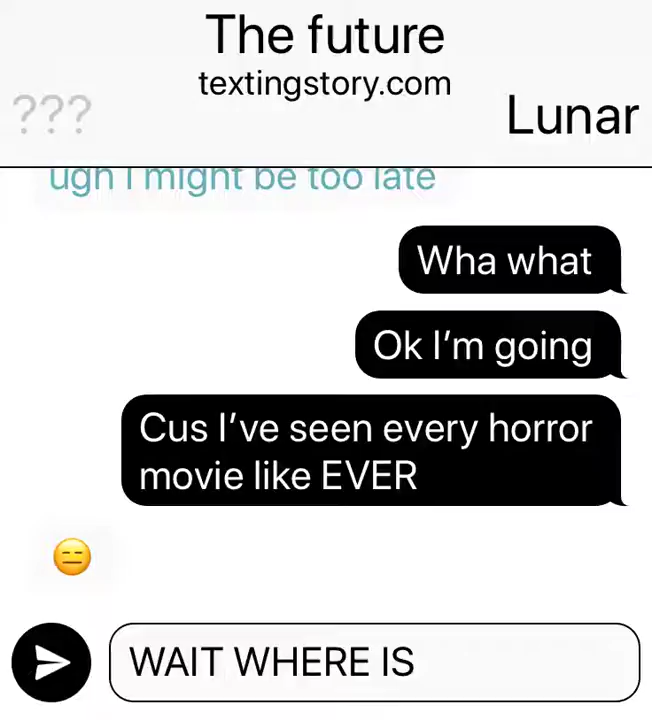 The future
textingstory.com
???
Lunar
ugh I might be too late
Wha what
Ok I’m going
Cus I’ve seen every horror
movie like EVER
😑
WAIT WHERE IS